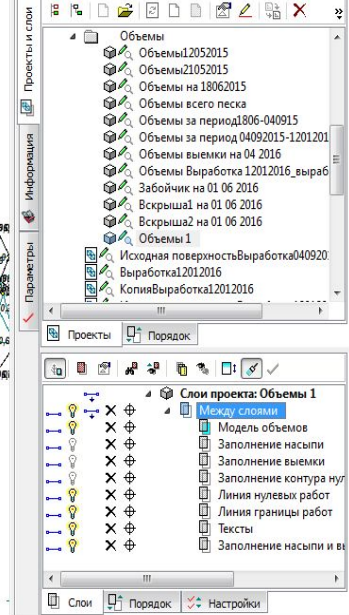 Проекты и слои
Информация
Параметры
»
Объемы
Объемы12052015
Объемы21052015
Объемы на 18062015
Объемы всего песка
Объемы за период1806-040915
Объемы за период 04092015-1201201
Объемы выемки на 04 2016
Объемы Выработка 12012016_выраб
Забойчик на 01 06 2016
Вскрыша1 на 01 06 2016
Вскрыша2 на 01 06 2016
Объемы 1
Исходная поверхностьВыработка040920
Выработка12012016
КопияВыработка12012016
Проекты Порядок
Слои проекта: Объемы 1
Между слоями
Модель объемов
Заполнение насыпи
Заполнение выемки
Заполнение контура нул
Линия нулевых работ
Линия границы работ
Тексты
Заполнение насыпи и вы
Слои Порядок Настройки